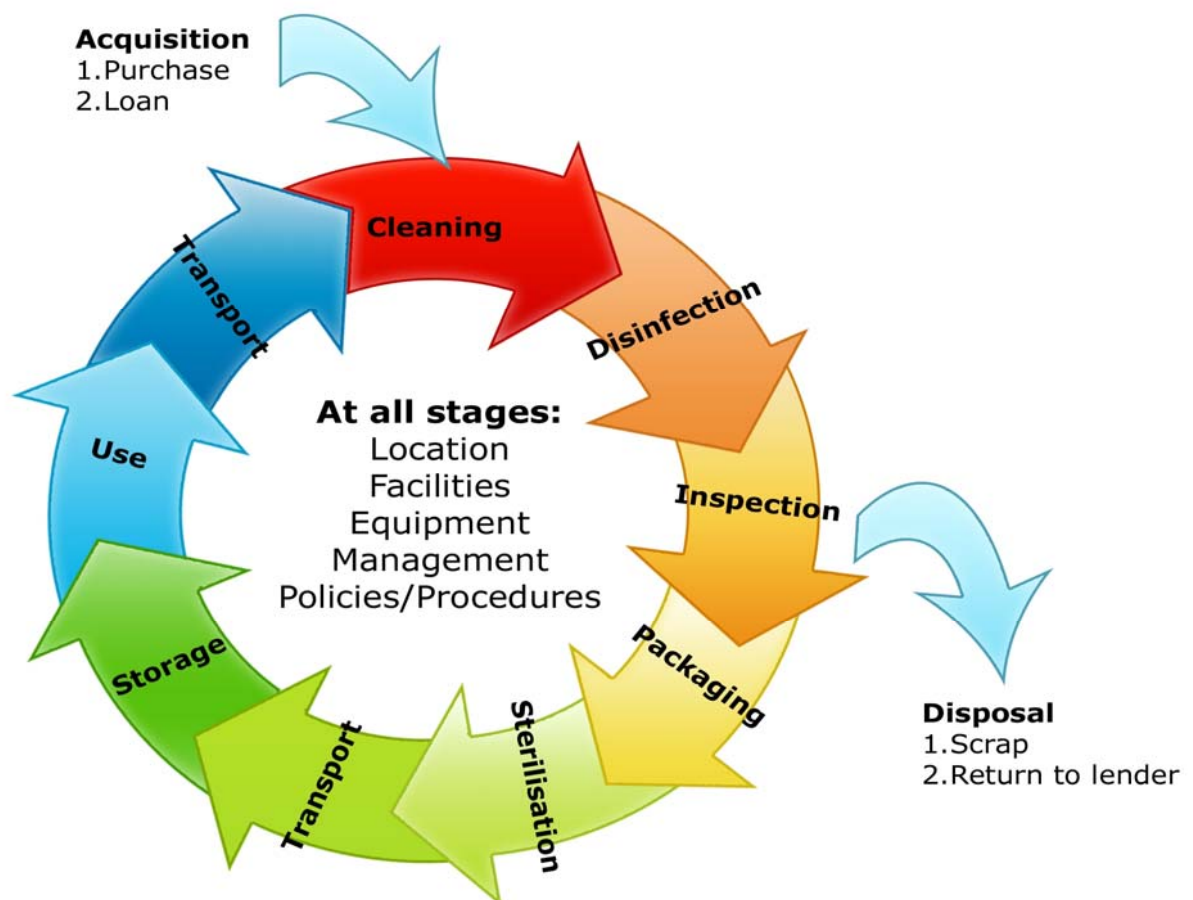 Acquisition
1.Purchase
2.Loan
Cleaning
Disinfection
Inspection
Packaging
Sterilisation
Transport
Storage
Use
Transport
At all stages:
Location
Facilities
Equipment
Management
Policies/Procedures
Disposal
1.Scrap
2.Return to lender